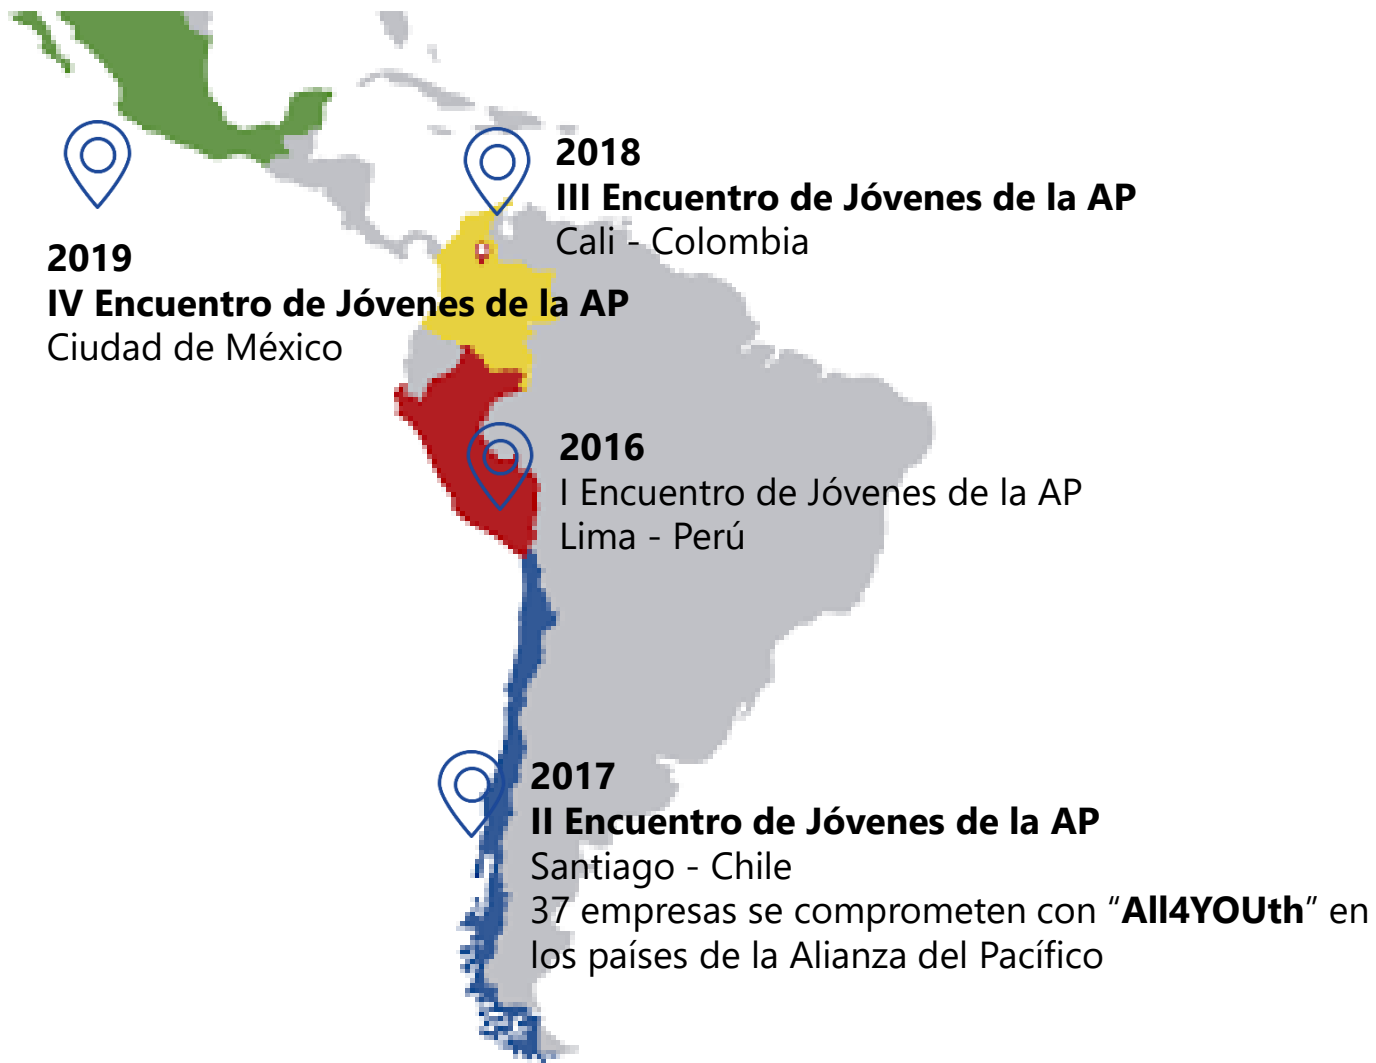 2018
III Encuentro de Jóvenes de la AP
Cali - Colombia
2019
IV Encuentro de Jóvenes de la AP
Ciudad de México
2016
I Encuentro de Jóvenes de la AP
Lima - Perú
2017
II Encuentro de Jóvenes de la AP
Santiago - Chile
37 empresas se comprometen con “All4YOUth” en
los países de la Alianza del Pacífico